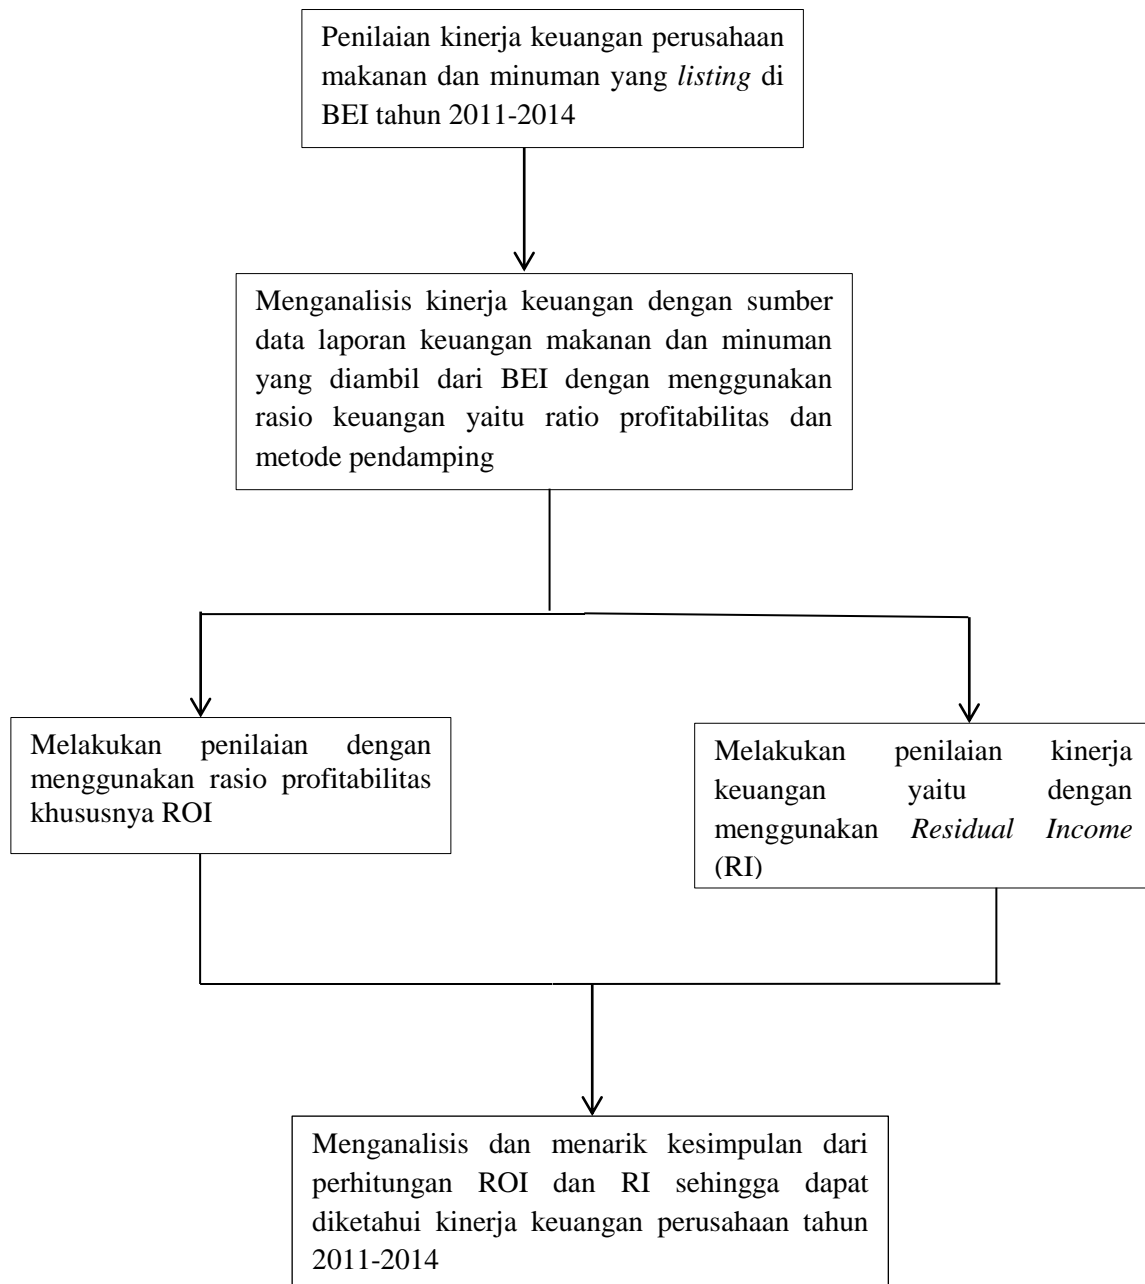 Penilaian kinerja keuangan perusahaan
makanan dan minuman yang listing di
BEI tahun 2011-2014
Menganalisis kinerja keuangan dengan sumber
data laporan keuangan makanan dan minuman
yang diambil dari BEI dengan menggunakan
rasio keuangan yaitu ratio profitabilitas dan
metode pendamping
Melakukan penilaian dengan
menggunakan rasio profitabilitas
khususnya ROI
Melakukan penilaian kinerja
keuangan yaitu dengan
menggunakan Residual Income
(RI)
Menganalisis dan menarik kesimpulan dari
perhitungan ROI dan RI sehingga dapat
diketahui kinerja keuangan perusahaan tahun
2011-2014